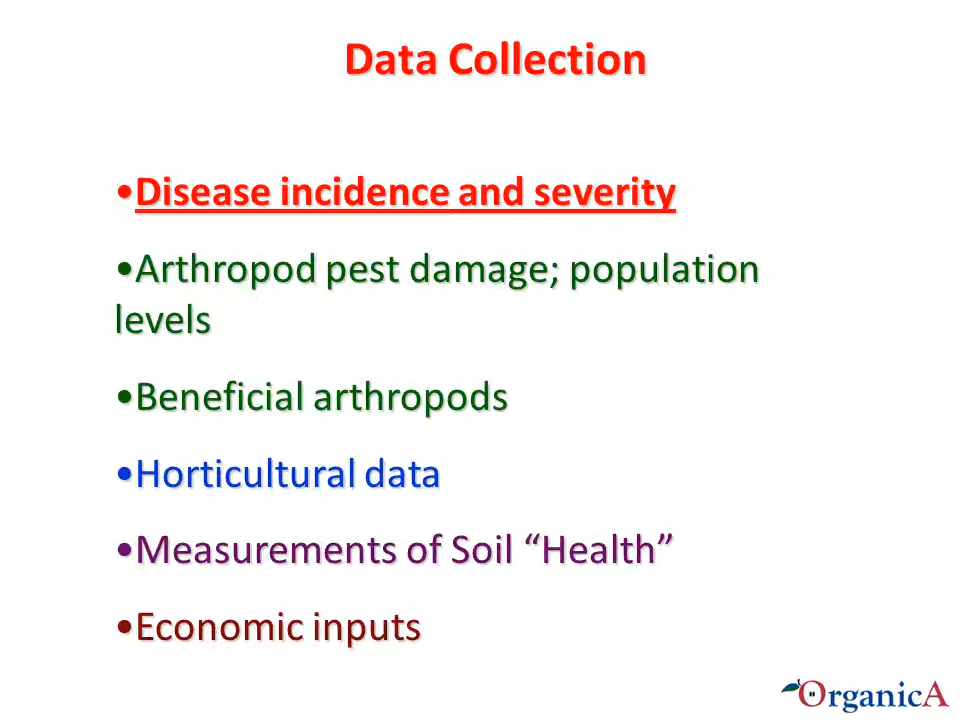 Data Collection
•Disease incidence and severity
•Arthropod pest damage; population
levels
•Beneficial arthropods
•Horticultural data
•Measurements of Soil “Health”
•Economic inputs
OrganicA